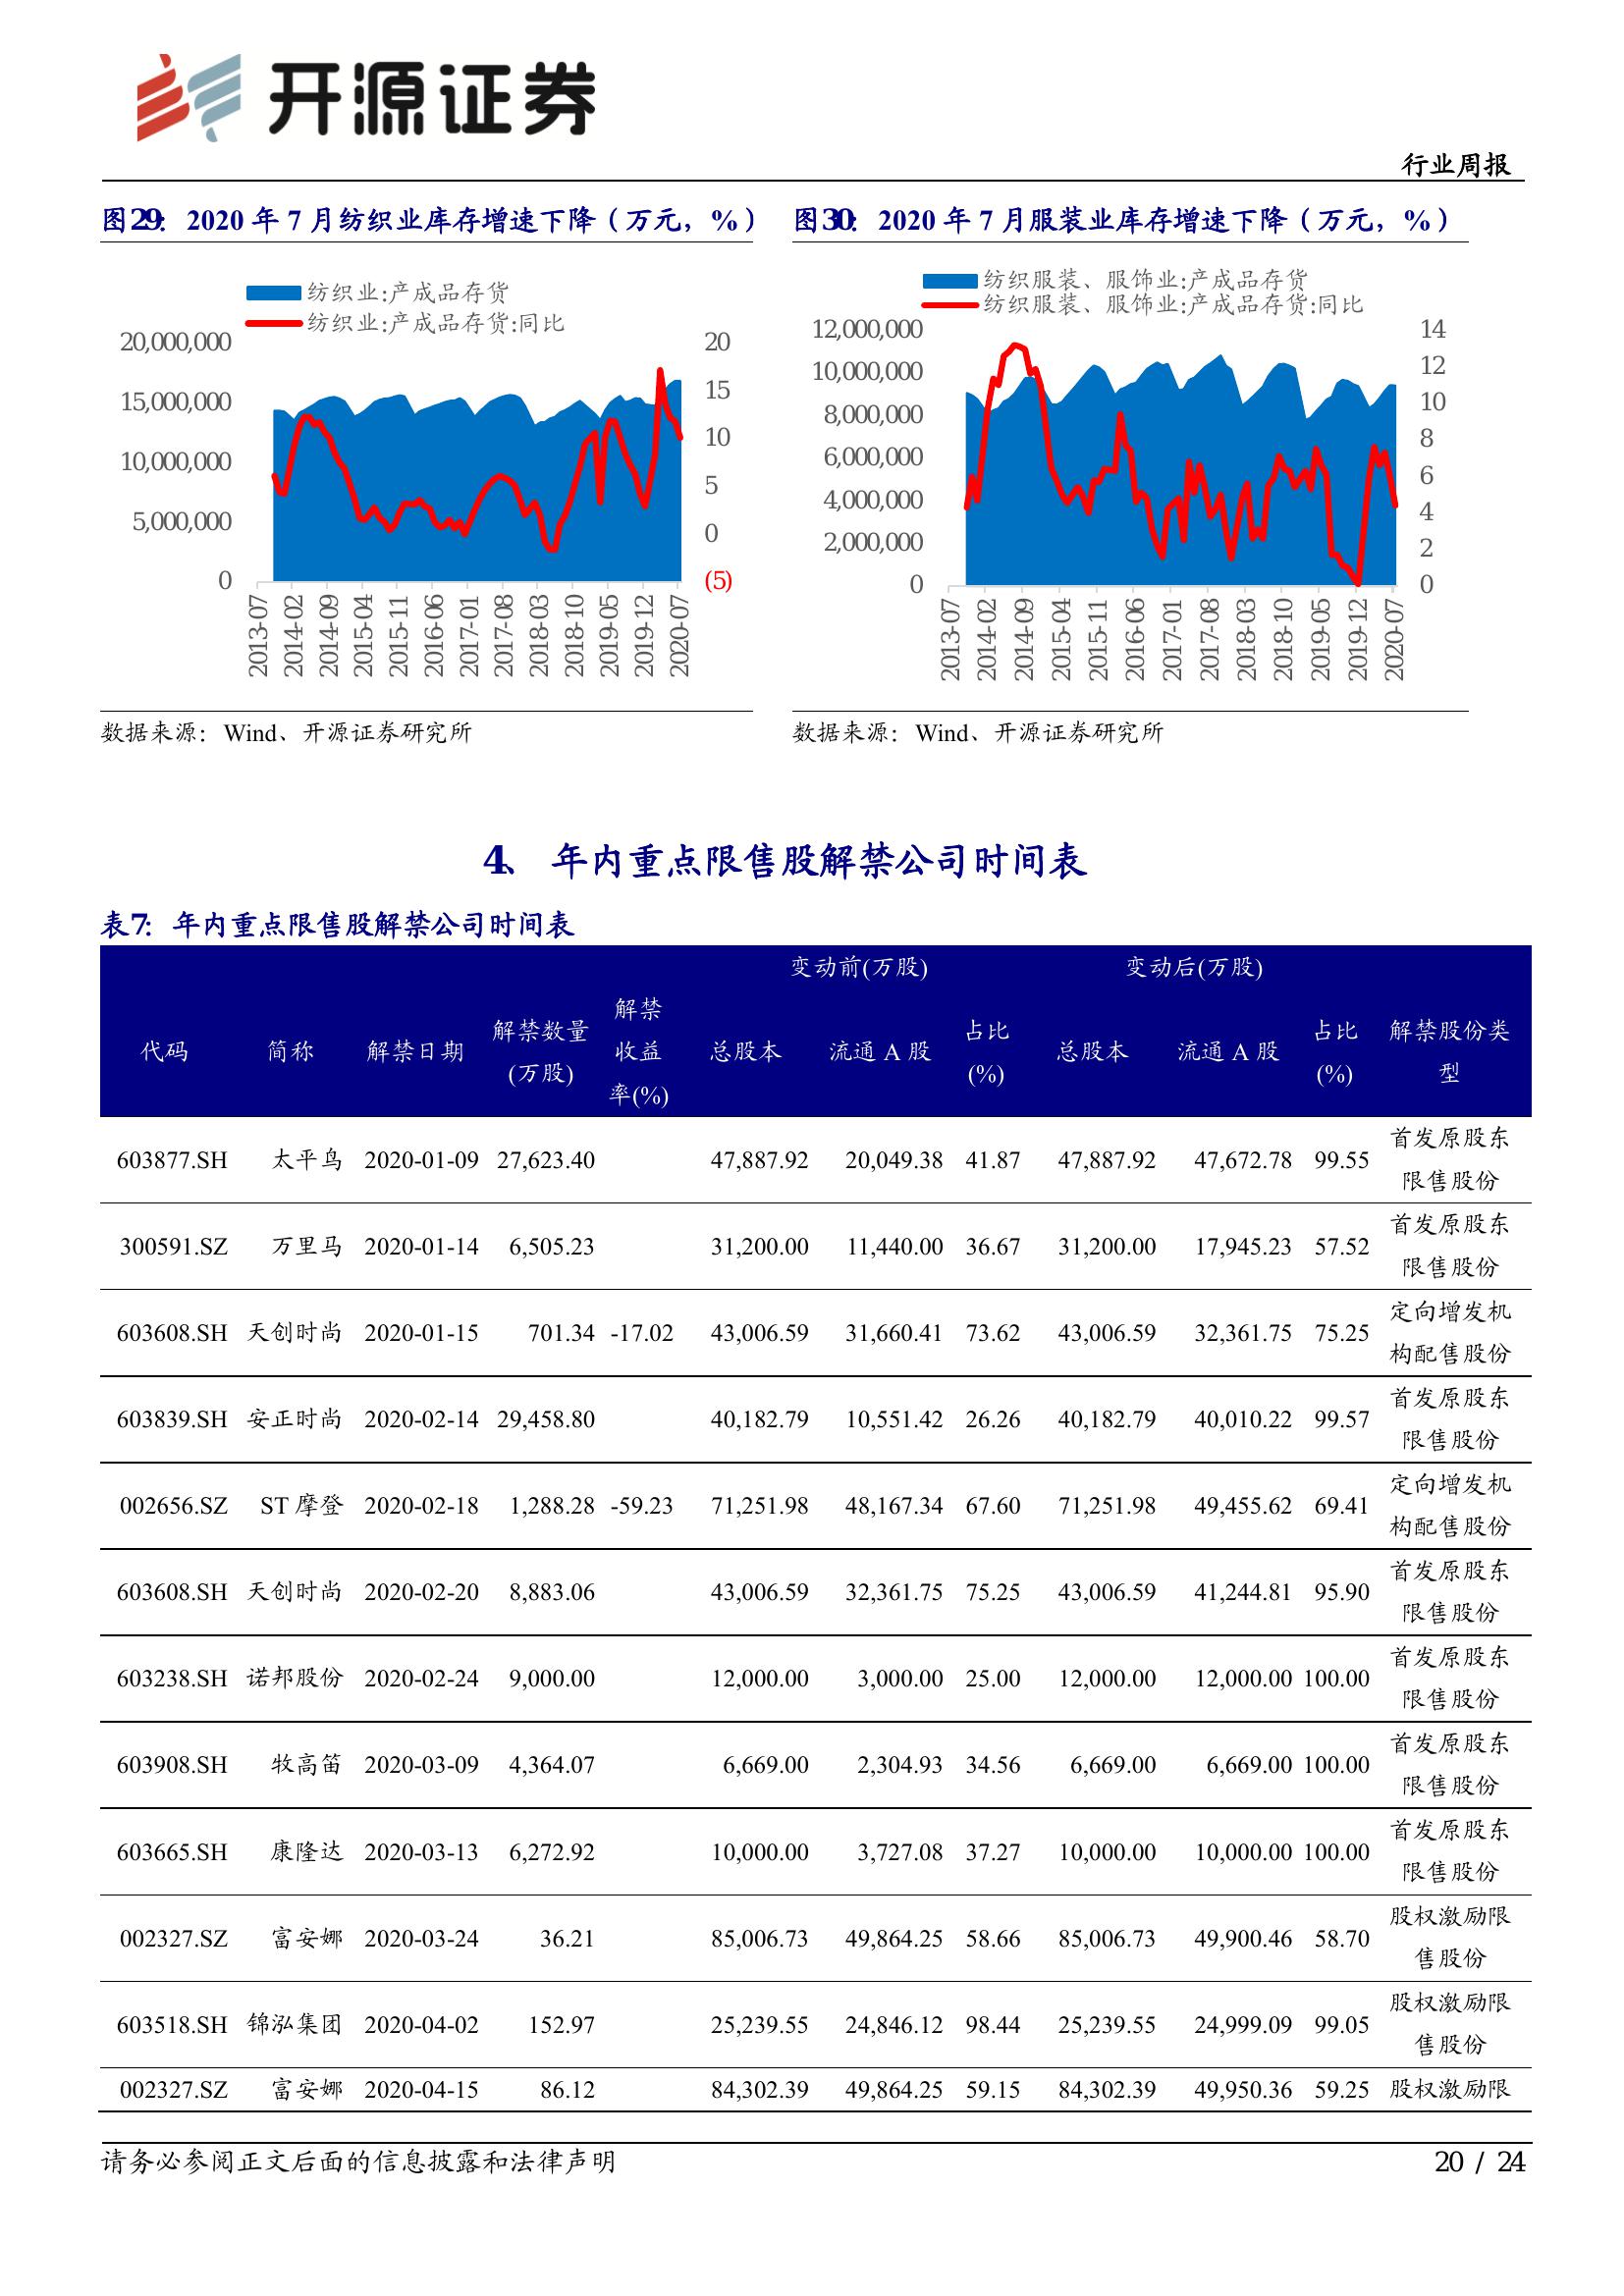 开源证券
行业周报
图29： 2020 年 7 月纺织业库存增速下降（万元，%）
纺织业:产成品存货
纺织业:产成品存货:同比
20,000,000
15,000,000
10,000,000
5,000,000
0
20
15
10
5
0
(5)
2013-07
2014-02
2014-09
2015-04
2015-11
2016-06
2017-01
2017-08
2018-03
2018-10
2019-05
2019-12
2020-07
数据来源：Wind、开源证券研究所
图30： 2020 年 7 月服装业库存增速下降（万元，%）
纺织服装、服饰业:产成品存货
纺织服装、服饰业:产成品存货:同比
12,000,000
10,000,000
8,000,000
6,000,000
4,000,000
2,000,000
0
14
12
10
8
6
4
2
0
2013-07
2014-02
2014-09
2015-04
2015-11
2016-06
2017-01
2017-08
2018-03
2018-10
2019-05
2019-12
2020-07
数据来源：Wind、开源证券研究所
4、 年内重点限售股解禁公司时间表
表7： 年内重点限售股解禁公司时间表
变动前(万股) 变动后(万股)
代码 简称 解禁日期 解禁数量(万股) 解禁收益率(%) 总股本 流通 A 股 占比(%) 总股本 流通 A 股 占比(%) 解禁股份类型
603877.SH 太平鸟 2020-01-09 27,623.40 47,887.92 20,049.38 41.87 47,887.92 47,672.78 99.55 首发原股东限售股份
300591.SZ 万里马 2020-01-14 6,505.23 31,200.00 11,440.00 36.67 31,200.00 17,945.23 57.52 首发原股东限售股份
603608.SH 天创时尚 2020-01-15 701.34 -17.02 43,006.59 31,660.41 73.62 43,006.59 32,361.75 75.25 定向增发机构配售股份
603839.SH 安正时尚 2020-02-14 29,458.80 40,182.79 10,551.42 26.26 40,182.79 40,010.22 99.57 首发原股东限售股份
002656.SZ ST 摩登 2020-02-18 1,288.28 -59.23 71,251.98 48,167.34 67.60 71,251.98 49,455.62 69.41 定向增发机构配售股份
603608.SH 天创时尚 2020-02-20 8,883.06 43,006.59 32,361.75 75.25 43,006.59 41,244.81 95.90 首发原股东限售股份
603238.SH 诺邦股份 2020-02-24 9,000.00 12,000.00 3,000.00 25.00 12,000.00 12,000.00 100.00 首发原股东限售股份
603908.SH 牧高笛 2020-03-09 4,364.07 6,669.00 2,304.93 34.56 6,669.00 6,669.00 100.00 首发原股东限售股份
603665.SH 康隆达 2020-03-13 6,272.92 10,000.00 3,727.08 37.27 10,000.00 10,000.00 100.00 首发原股东限售股份
002327.SZ 富安娜 2020-03-24 36.21 85,006.73 49,864.25 58.66 85,006.73 49,900.46 58.70 股权激励限售股份
603518.SH 锦泓集团 2020-04-02 152.97 25,239.55 24,846.12 98.44 25,239.55 24,999.09 99.05 股权激励限售股份
002327.SZ 富安娜 2020-04-15 86.12 84,302.39 49,864.25 59.15 84,302.39 49,950.36 59.25 股权激励限
请务必参阅正文后面的信息披露和法律声明
20 / 24